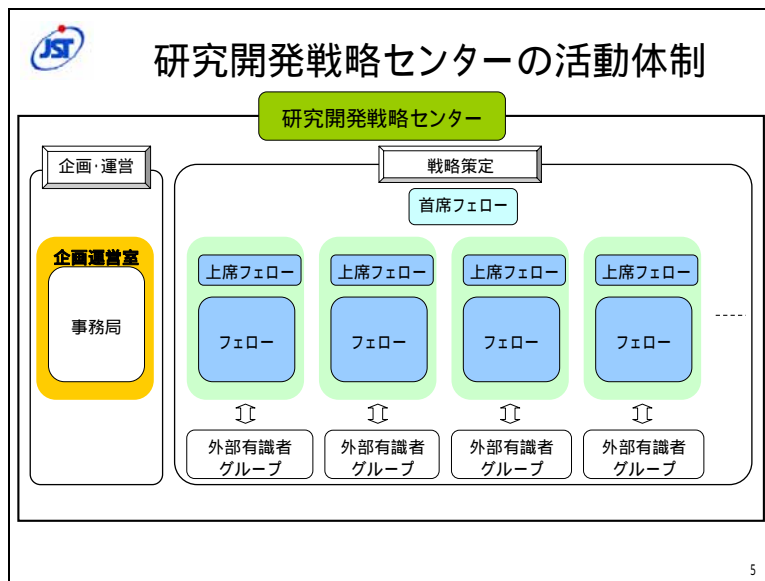 JST
研究開発戦略センターの活動体制
研究開発戦略センター
企画・運営
戦略策定
首席フェロー
企画運営室
事務局
上席フェロー
上席フェロー
上席フェロー
上席フェロー
フェロー
フェロー
フェロー
フェロー
外部有識者
グループ
外部有識者
グループ
外部有識者
グループ
外部有識者
グループ
5